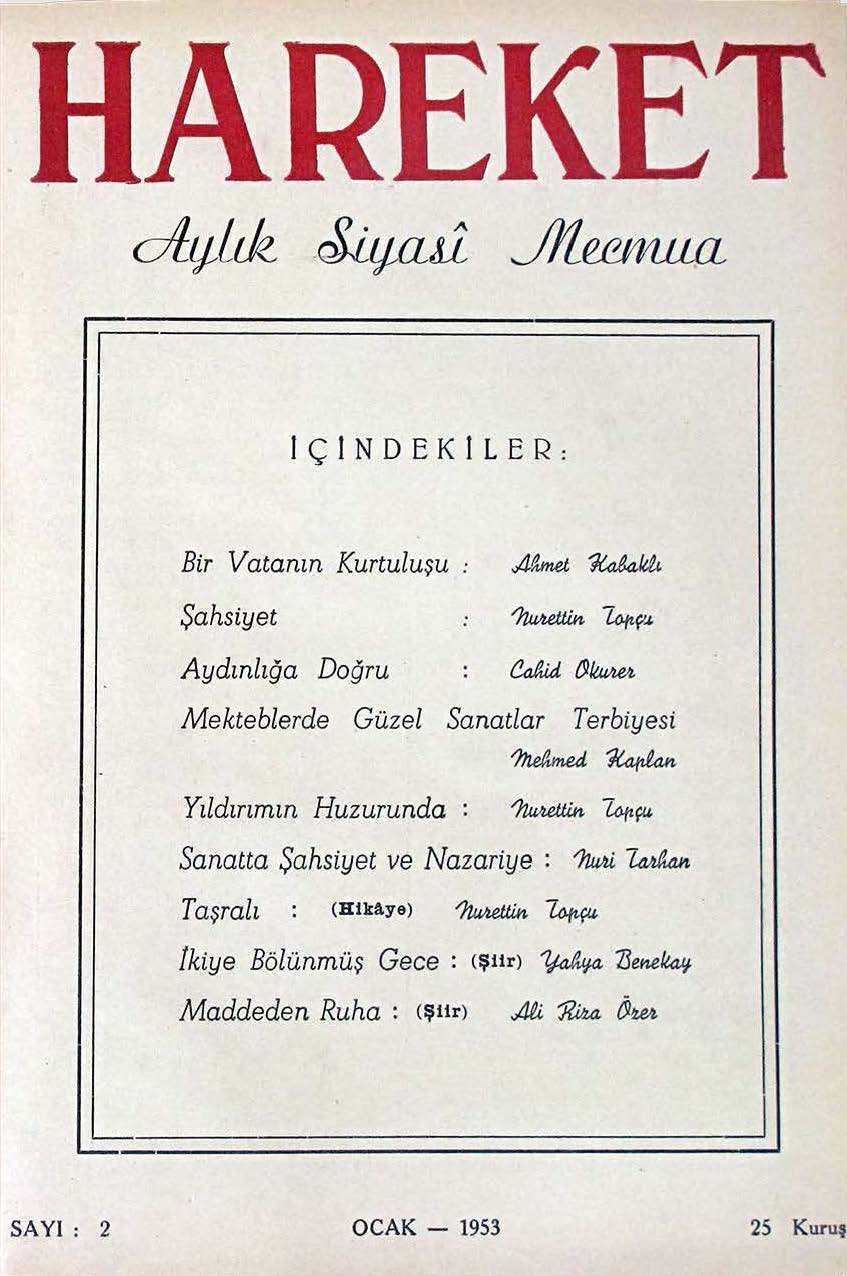 HAREKET
Aylık Siyasî Mecmua
İÇİNDEKİLER:
Bir Vatanın Kurtuluşu : Ahmet Kabaklı
Şahsiyet : Nurettin Topçu
Aydınlığa Doğru : Cahid Okurer
Mekteblerde Güzel Sanatlar Terbiyesi
Mehmed Kaplan
Yıldırımın Huzurunda : Nurettin Topçu
Sanatta Şahsiyet ve Nazariye : Nuri Tarhan
Taşralı : (Hikâye) Nurettin Topçu
İkiye Bölünmüş Gece : (Şiir) Yahya Benekay
Maddeden Ruha : (Şiir) Ali Riza Özer
SAYI : 2 OCAK — 1953 25 Kuruş